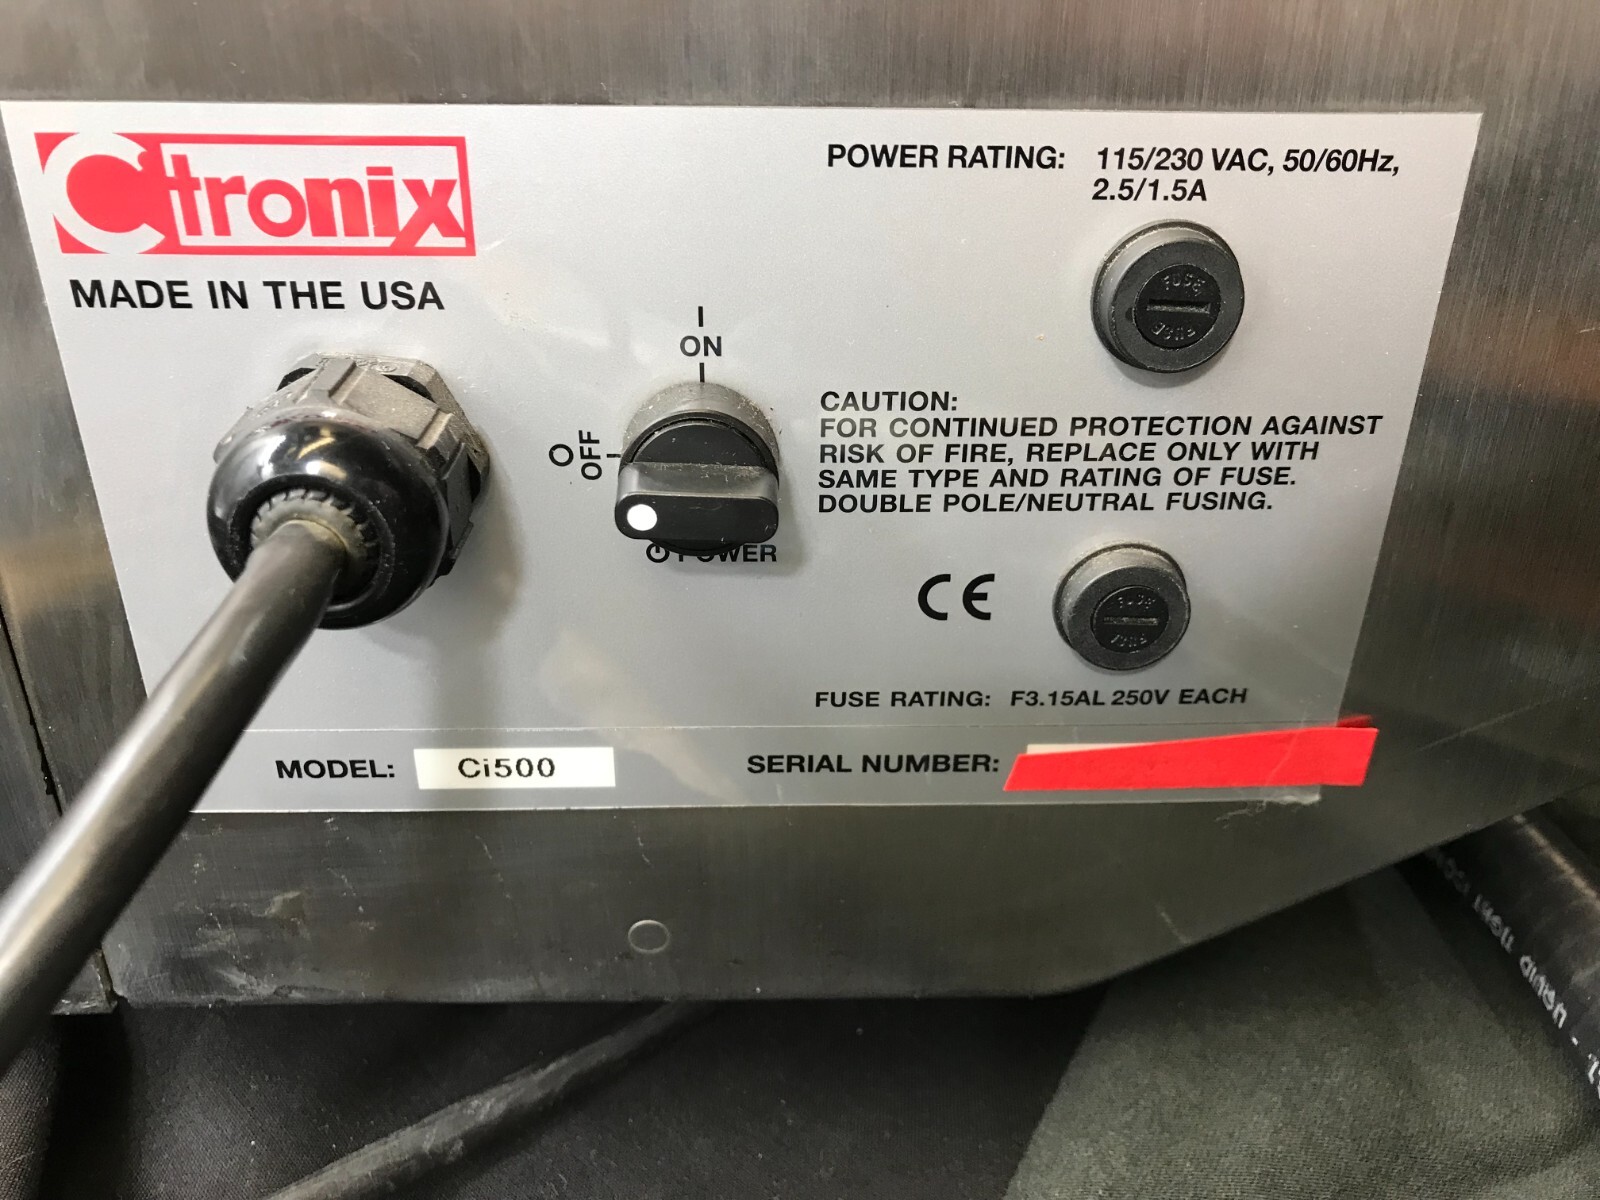 Ctronix
MADE IN THE USA
POWER RATING: 115/230 VAC, 50/60Hz,
2.5/1.5A
FUSE
FUSE
ON
OFF
POWER
CAUTION:
FOR CONTINUED PROTECTION AGAINST
RISK OF FIRE, REPLACE ONLY WITH
SAME TYPE AND RATING OF FUSE.
DOUBLE POLE/NEUTRAL FUSING.
CE
FUSE
FUSE
FUSE RATING: F3.15AL 250V EACH
MODEL: Ci500
SERIAL NUMBER: